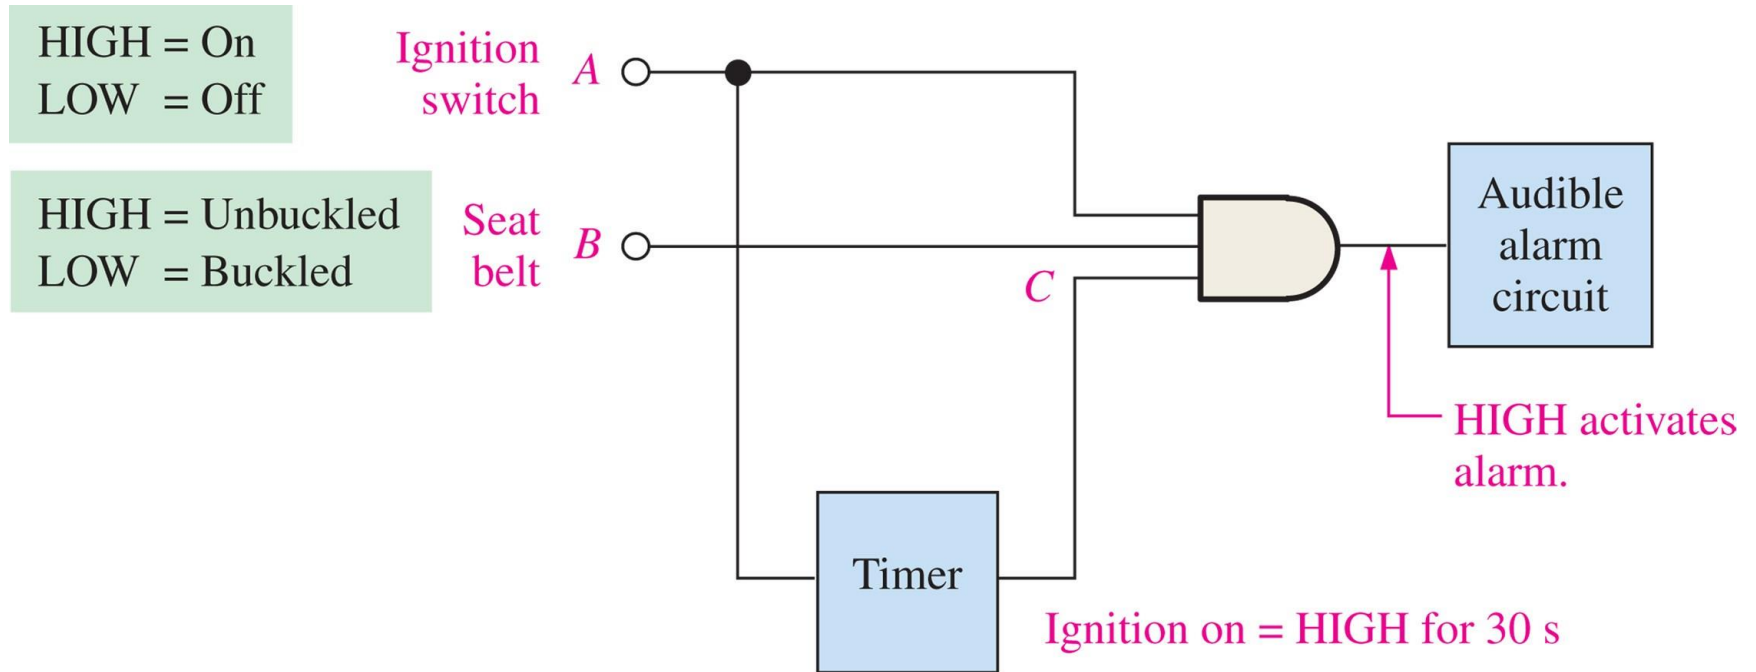 HIGH = On
LOW = Off
Ignition
switch
A
HIGH = Unbuckled
LOW = Buckled
Seat
belt
B
C
Audible
alarm
circuit
HIGH activates
alarm.
Timer
Ignition on = HIGH for 30 s